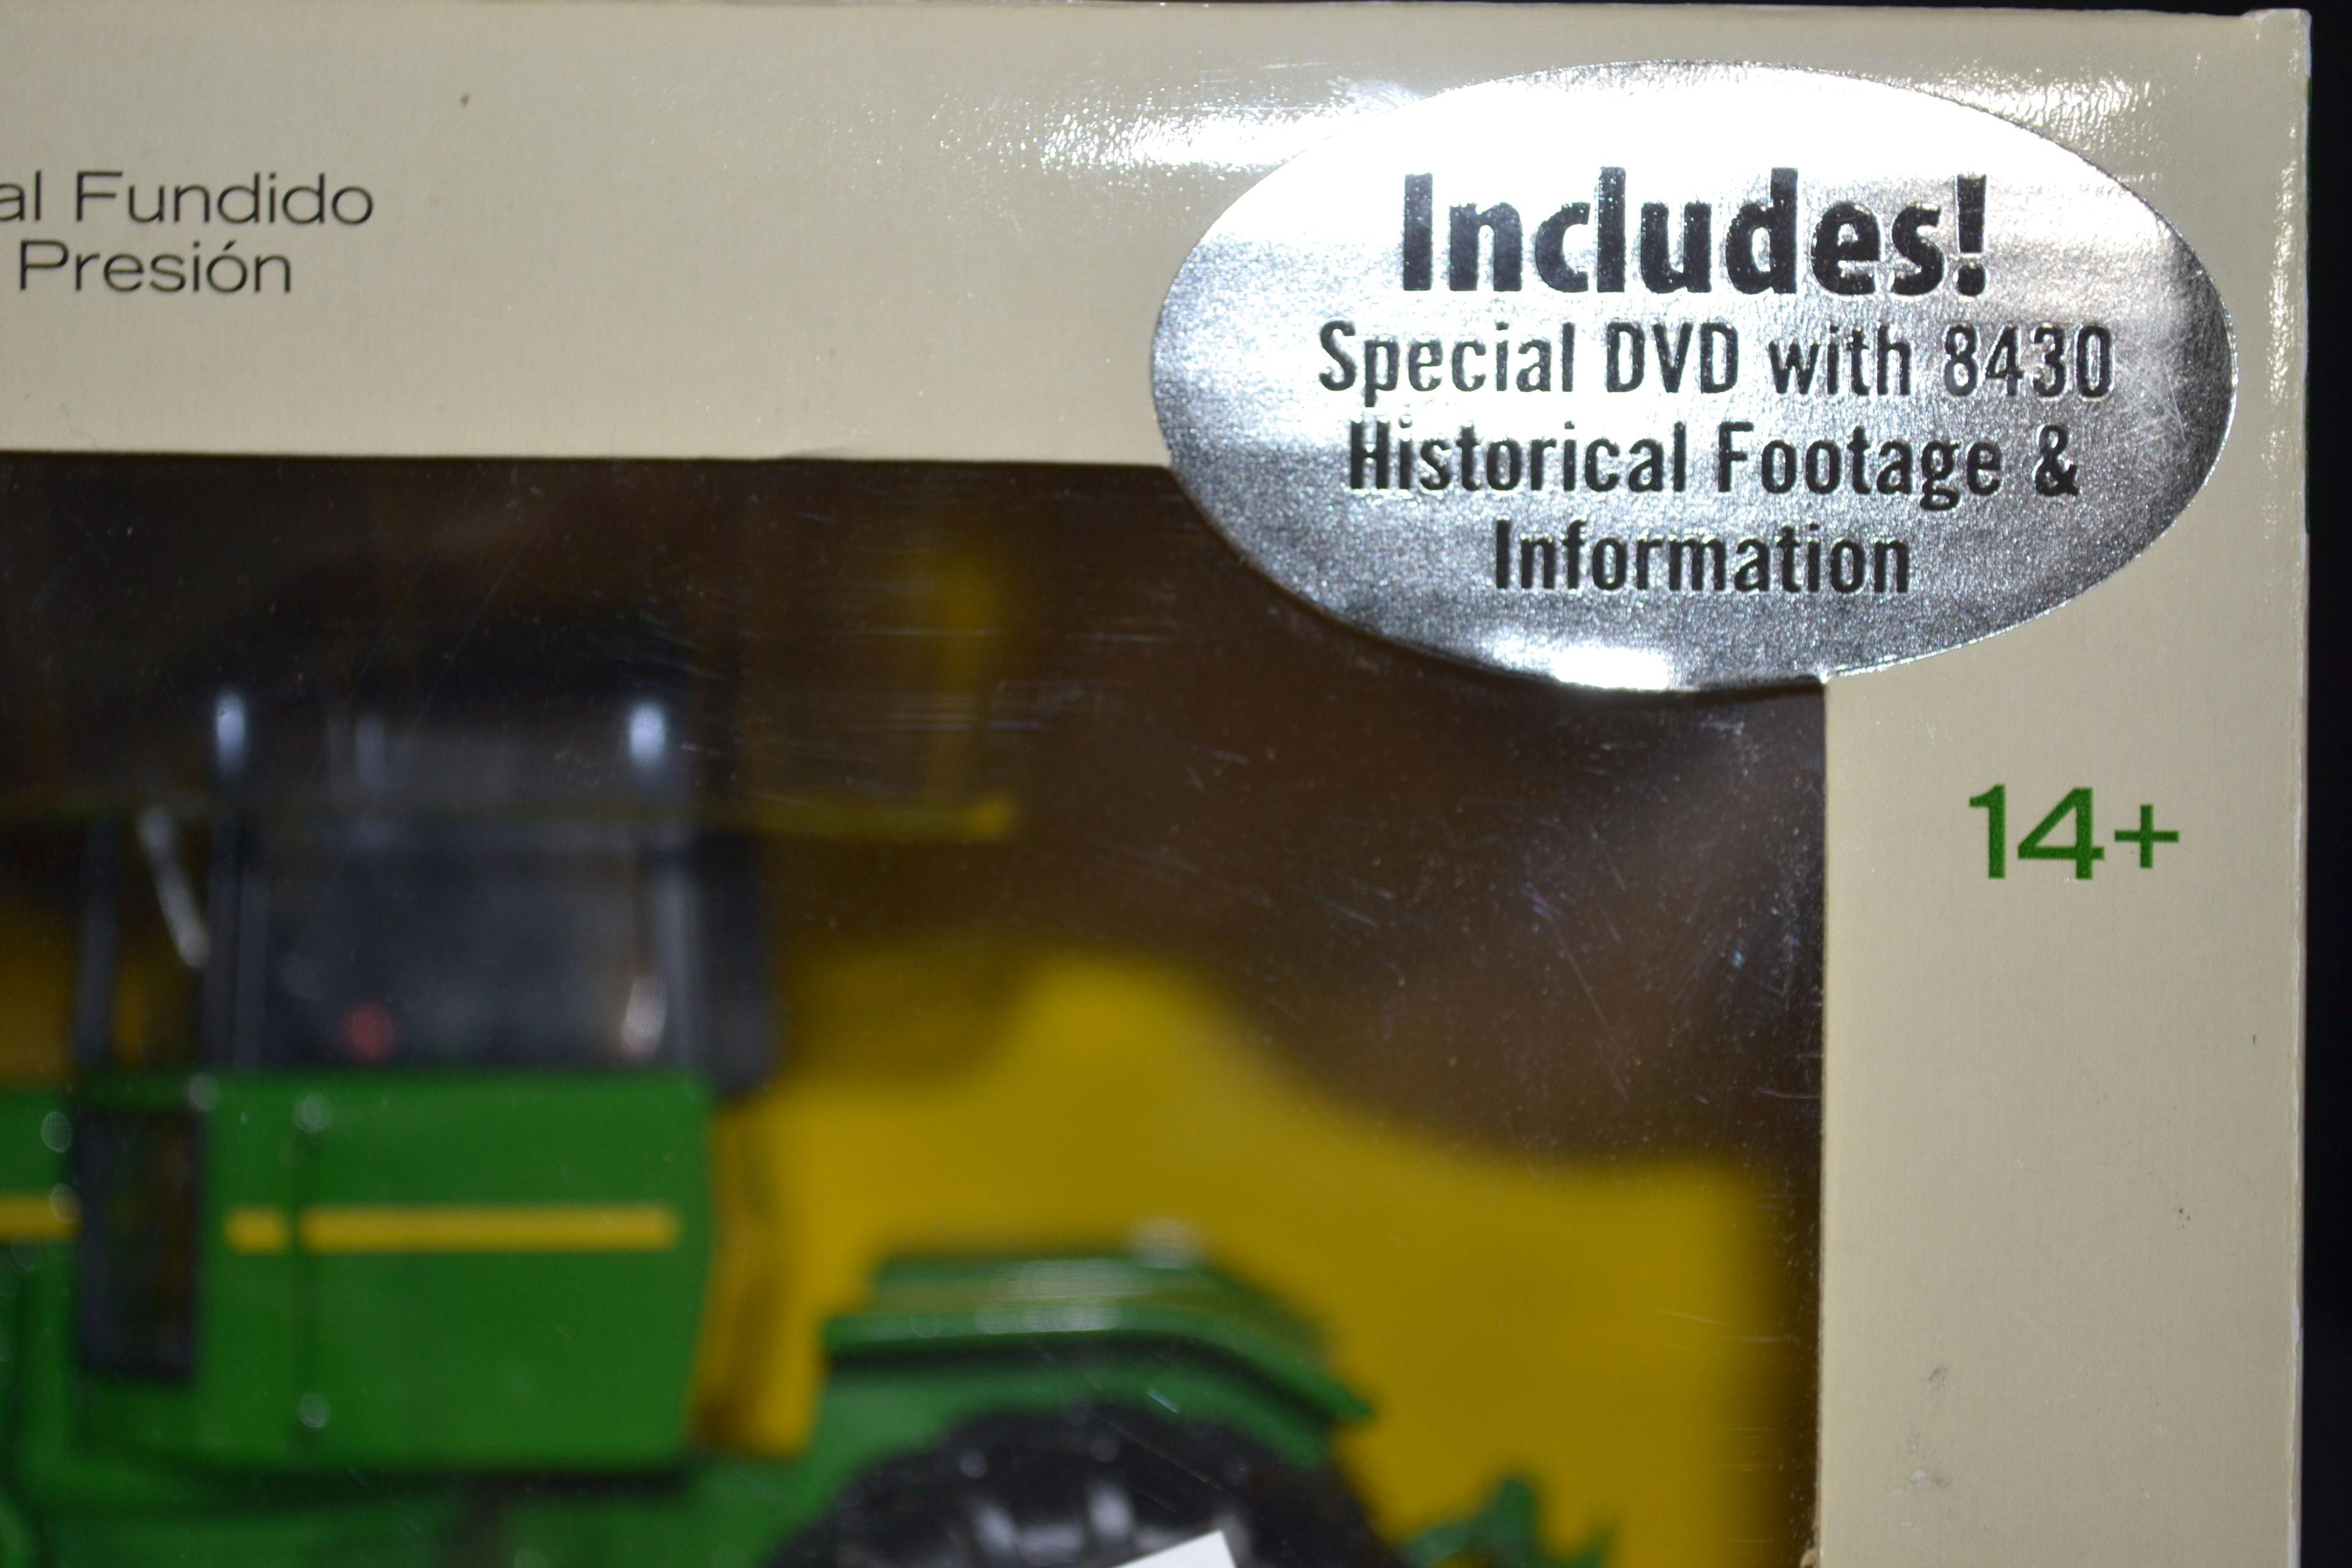 al Fundido
Presión
Includes!
Special DVD with 8430
Historical Footage &
Information
14+